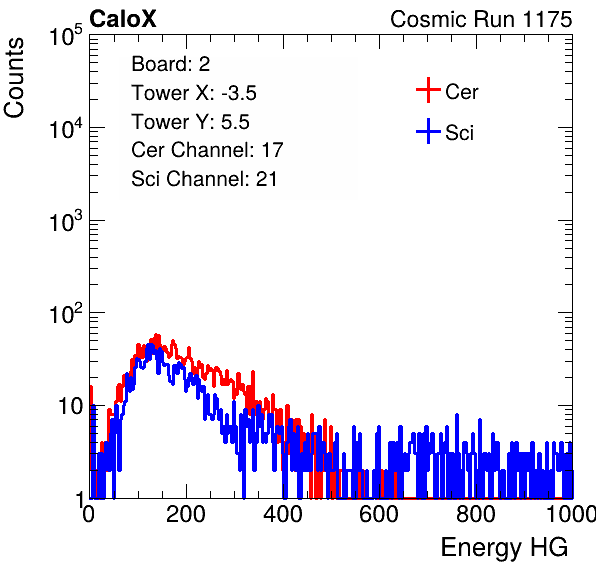 CaloX Cosmic Run 1175
Counts
10^5
10^4
10^3
10^2
10
1
Board: 2
Tower X: -3.5
Tower Y: 5.5
Cer Channel: 17
Sci Channel: 21
Cer
Sci
0 200 400 600 800 1000
Energy HG